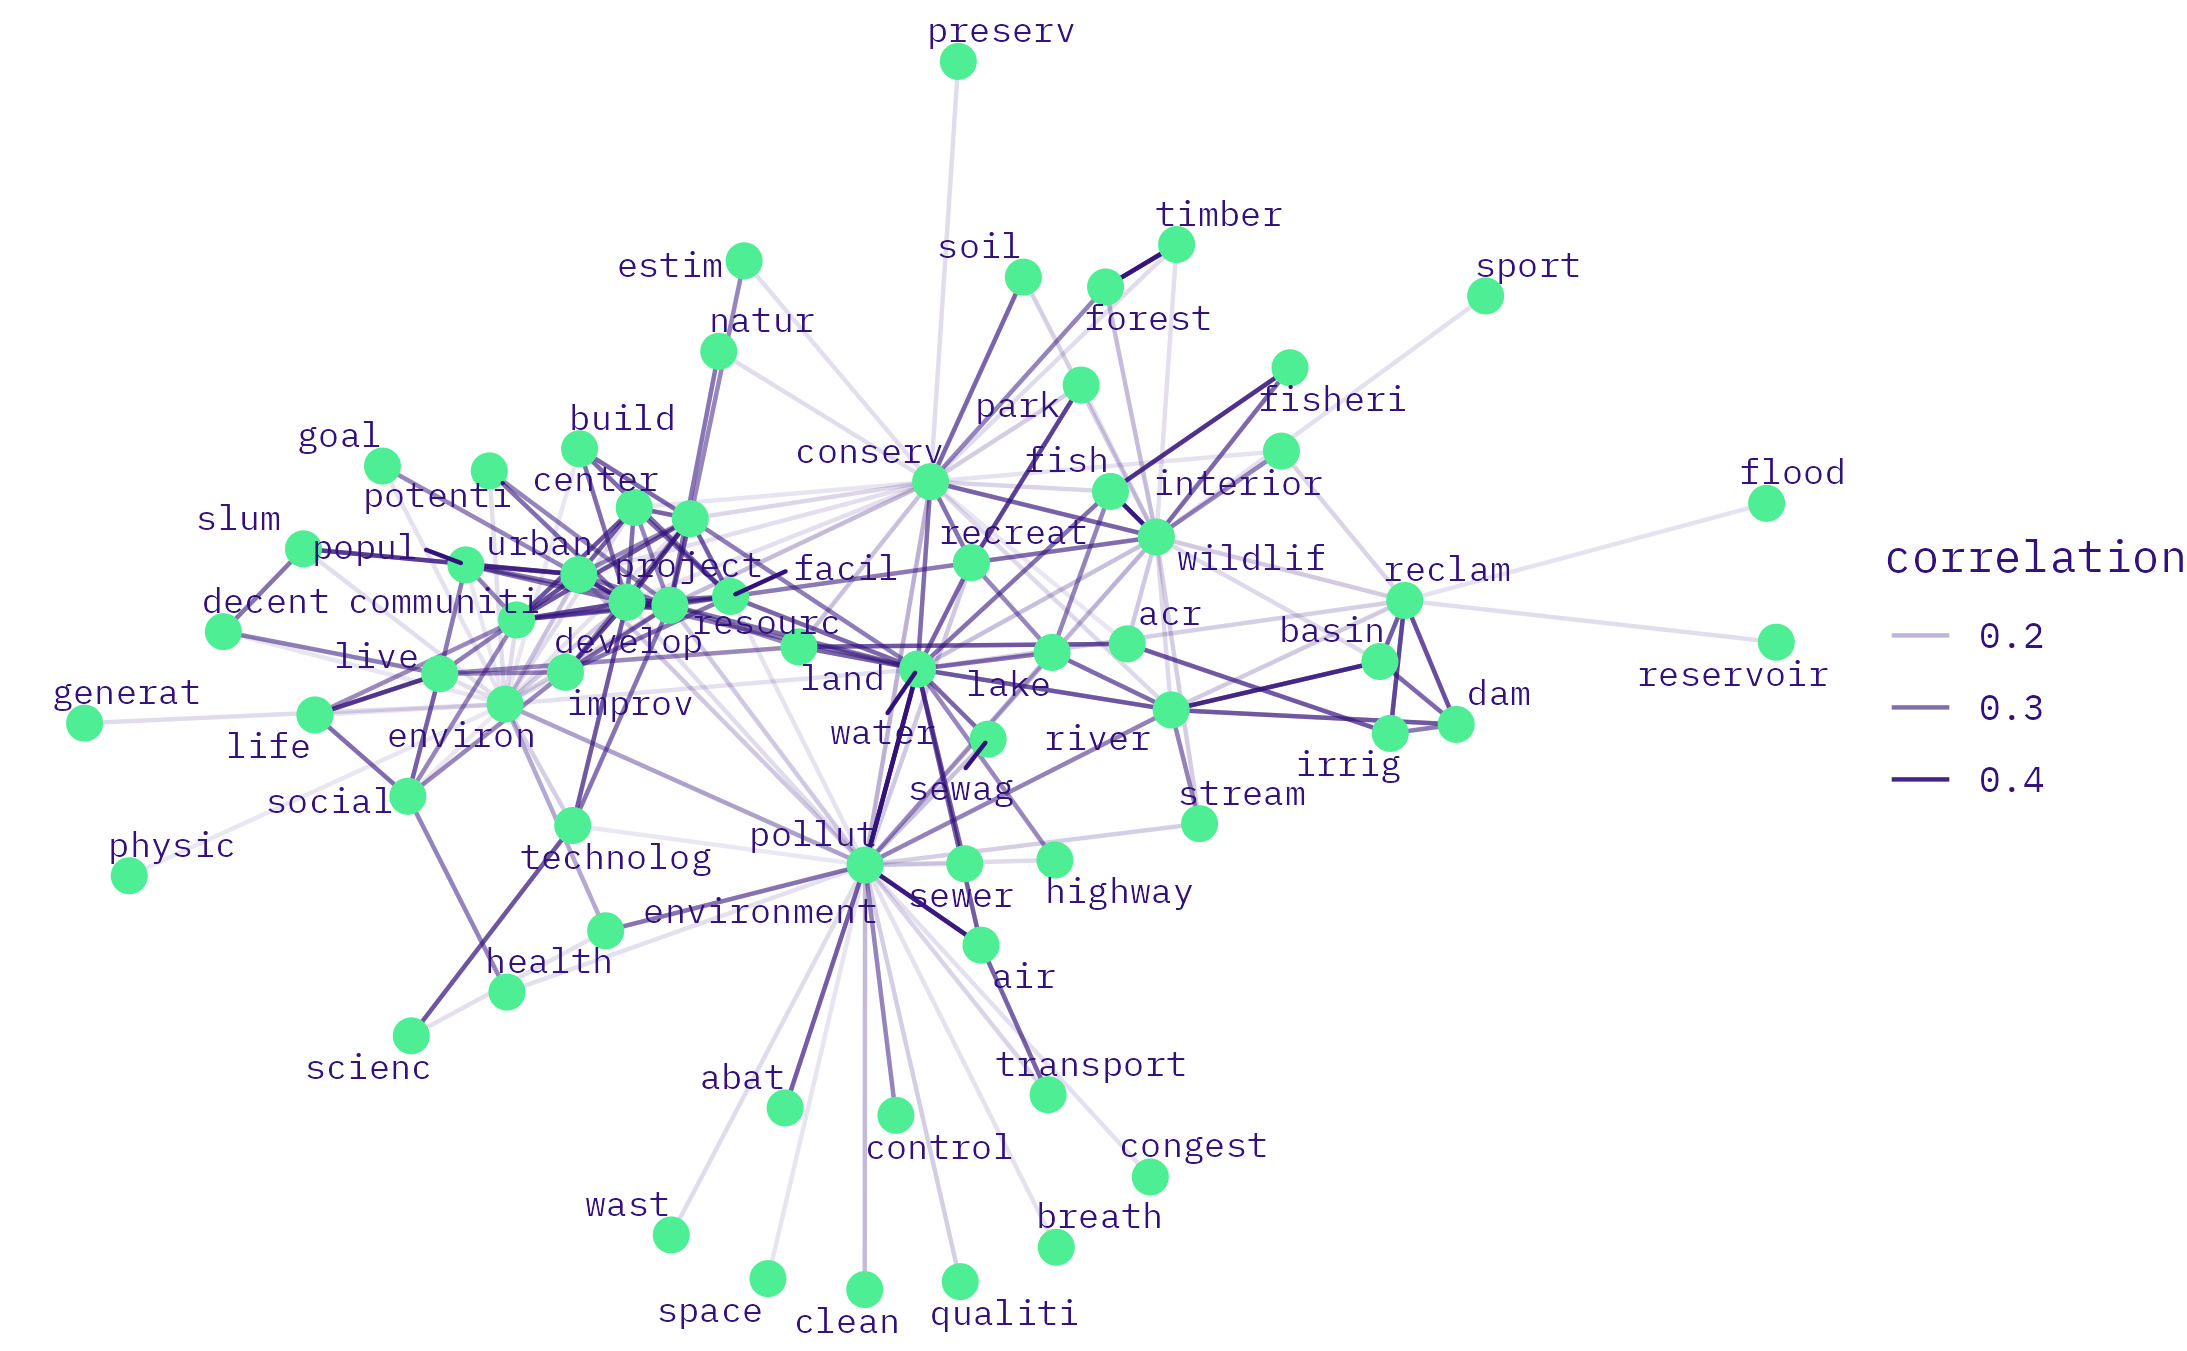 preserv
timber
soil
estim
sport
natur
forest
park
fisheri
build
goal
conserv
fish
flood
center
potenti
interior
slum
recreat
popul
urban
project
facil
wildlif
reclam
correlation
decent
communiti
resourc
acr
basin
0.2
develop
live
land
lake
reservoir
generat
improv
dam
0.3
life
environ
water
river
irrig
0.4
sewag
social
stream
pollut
physic
technolog
environment
sewer
highway
health
air
scienc
abat
transport
control
congest
wast
breath
space
clean
qualiti